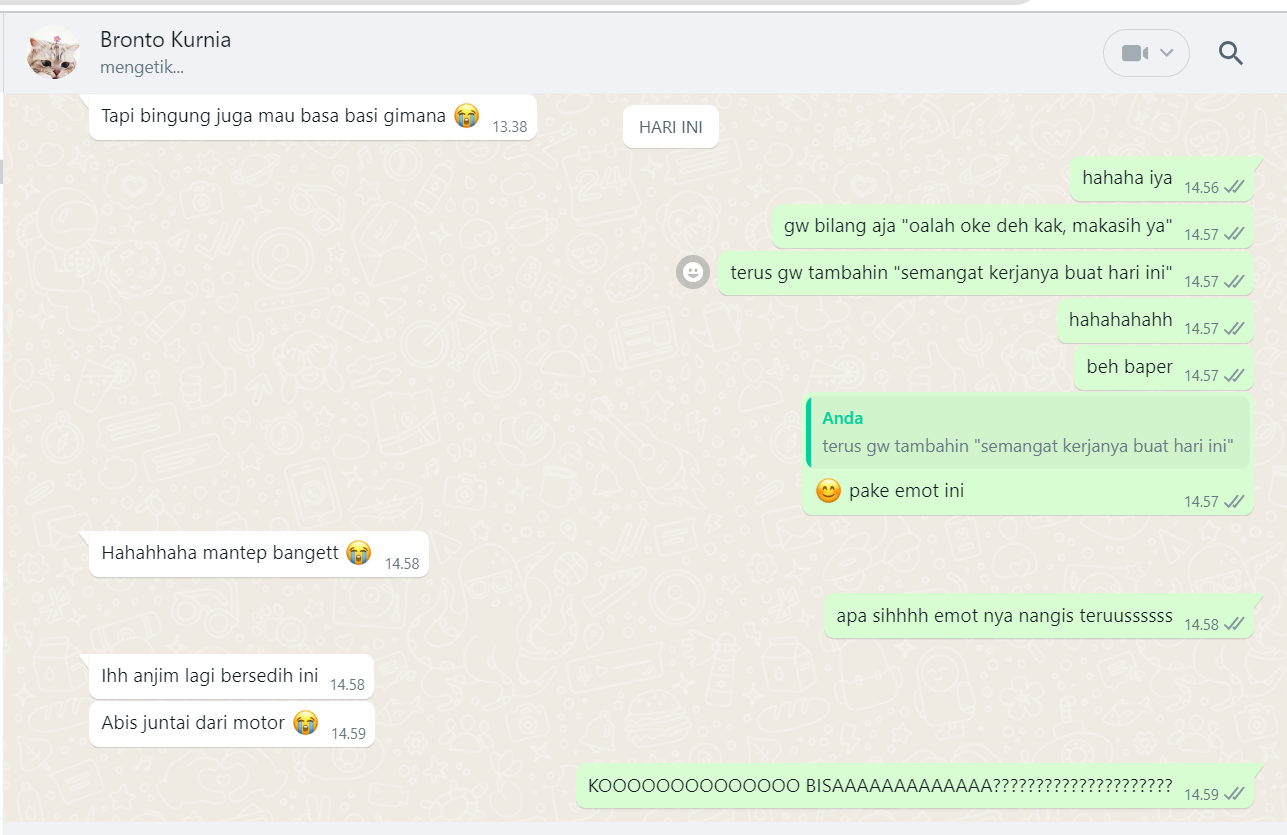 Bronto Kurnia
mengetik...
Tapi bingung juga mau basa basi gimana 😭 13.38
HARI INI
hahaha iya 14.56
gw bilang aja "oalah oke deh kak, makasih ya" 14.57
terus gw tambahin "semangat kerjanya buat hari ini" 14.57
hahahahahh 14.57
beh baper 14.57
Anda
terus gw tambahin "semangat kerjanya buat hari ini"
😊 pake emot ini 14.57
Hahahhaha mantep bangett 😭 14.58
apa sihhhh emot nya nangis teruussssss 14.58
Ihh anjim lagi bersedih ini 14.58
Abis juntai dari motor 😭 14.59
KOOOOOOOOOOOOOO BISAAAAAAAAAAAAA????????????????????? 14.59